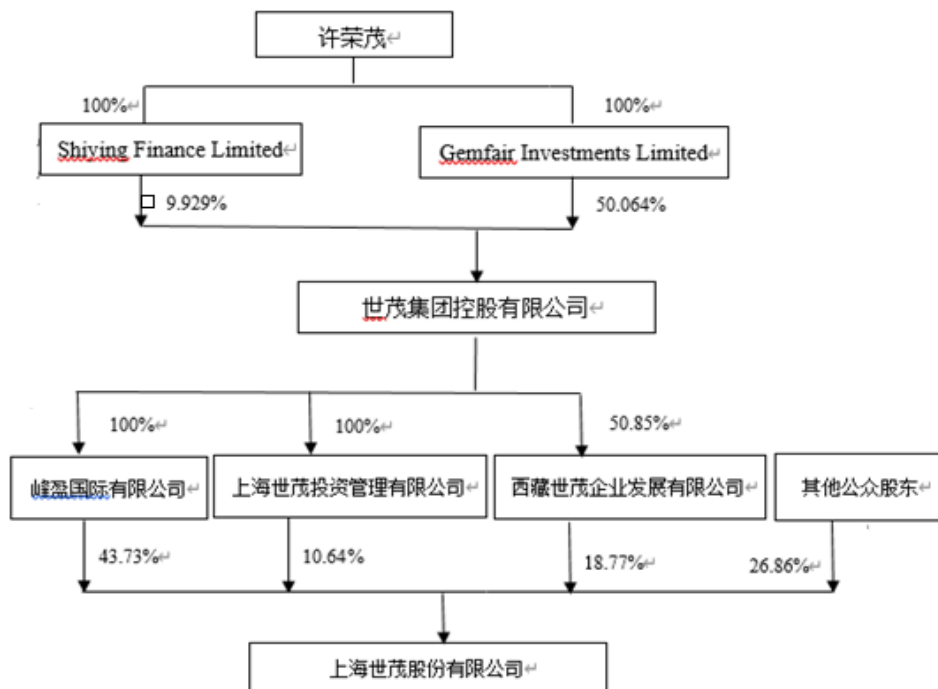 许荣茂
100%
100%
Shiying Finance Limited
Gemfair Investments Limited
9.929%
50.064%
世茂集团控股有限公司
100%
100%
50.85%
峰盈国际有限公司
上海世茂投资管理有限公司
西藏世茂企业发展有限公司
其他公众股东
43.73%
10.64%
18.77%
26.86%
上海世茂股份有限公司